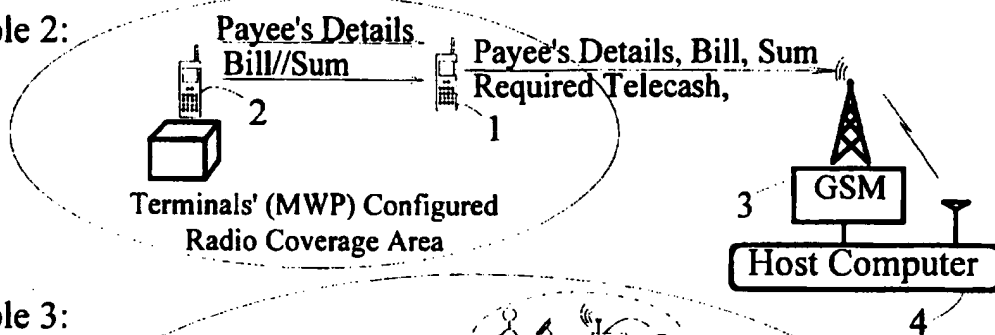 ple 2:
Payee's Details
Bill//Sum
2
1
Payee's Details, Bill, Sum
Required Telecash,
Terminals' (MWP) Configured
Radio Coverage Area
3
GSM
Host Computer
4
ple 3: